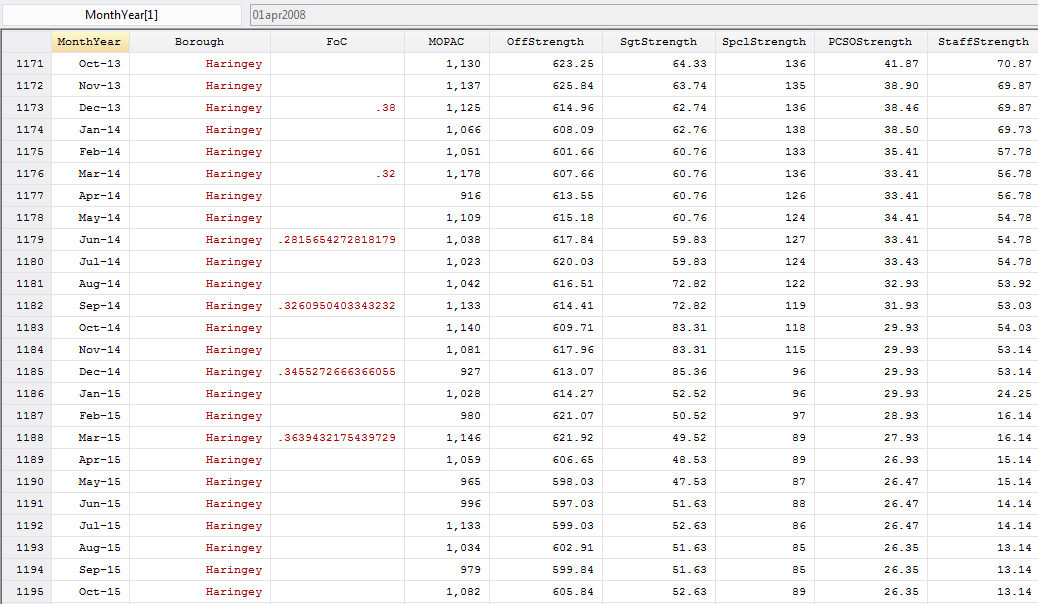 MonthYear[1] 01apr2008
MonthYear Borough FoC MOPAC OffStrength SgtStrength SpclStrength PCSOStrength StaffStrength
1171 Oct-13 Haringey 1,130 623.25 64.33 136 41.87 70.87
1172 Nov-13 Haringey 1,137 625.84 63.74 135 38.90 69.87
1173 Dec-13 Haringey .38 1,125 614.96 62.74 136 38.46 69.87
1174 Jan-14 Haringey 1,066 608.09 62.76 138 38.50 69.73
1175 Feb-14 Haringey 1,051 601.66 60.76 133 35.41 57.78
1176 Mar-14 Haringey .32 1,178 607.66 60.76 136 33.41 56.78
1177 Apr-14 Haringey 916 613.55 60.76 126 33.41 56.78
1178 May-14 Haringey 1,109 615.18 60.76 124 34.41 54.78
1179 Jun-14 Haringey .2815654272818179 1,038 617.84 59.83 127 33.41 54.78
1180 Jul-14 Haringey 1,023 620.03 59.83 124 33.43 54.78
1181 Aug-14 Haringey 1,042 616.51 72.82 122 32.93 53.92
1182 Sep-14 Haringey .3260950403343232 1,133 614.41 72.82 119 31.93 53.03
1183 Oct-14 Haringey 1,140 609.71 83.31 118 29.93 54.03
1184 Nov-14 Haringey 1,081 617.96 83.31 115 29.93 53.14
1185 Dec-14 Haringey .3455272666366055 927 613.07 85.36 96 29.93 53.14
1186 Jan-15 Haringey 1,028 614.27 52.52 96 29.93 24.25
1187 Feb-15 Haringey 980 621.07 50.52 97 28.93 16.14
1188 Mar-15 Haringey .3639432175439729 1,146 621.92 49.52 89 27.93 16.14
1189 Apr-15 Haringey 1,059 606.65 48.53 89 26.93 15.14
1190 May-15 Haringey 965 598.03 47.53 87 26.47 15.14
1191 Jun-15 Haringey 996 597.03 51.63 88 26.47 14.14
1192 Jul-15 Haringey 1,133 599.03 52.63 86 26.47 14.14
1193 Aug-15 Haringey 1,034 602.91 51.63 85 26.35 13.14
1194 Sep-15 Haringey 979 599.84 51.63 85 26.35 13.14
1195 Oct-15 Haringey 1,082 605.84 52.63 89 26.35 13.14